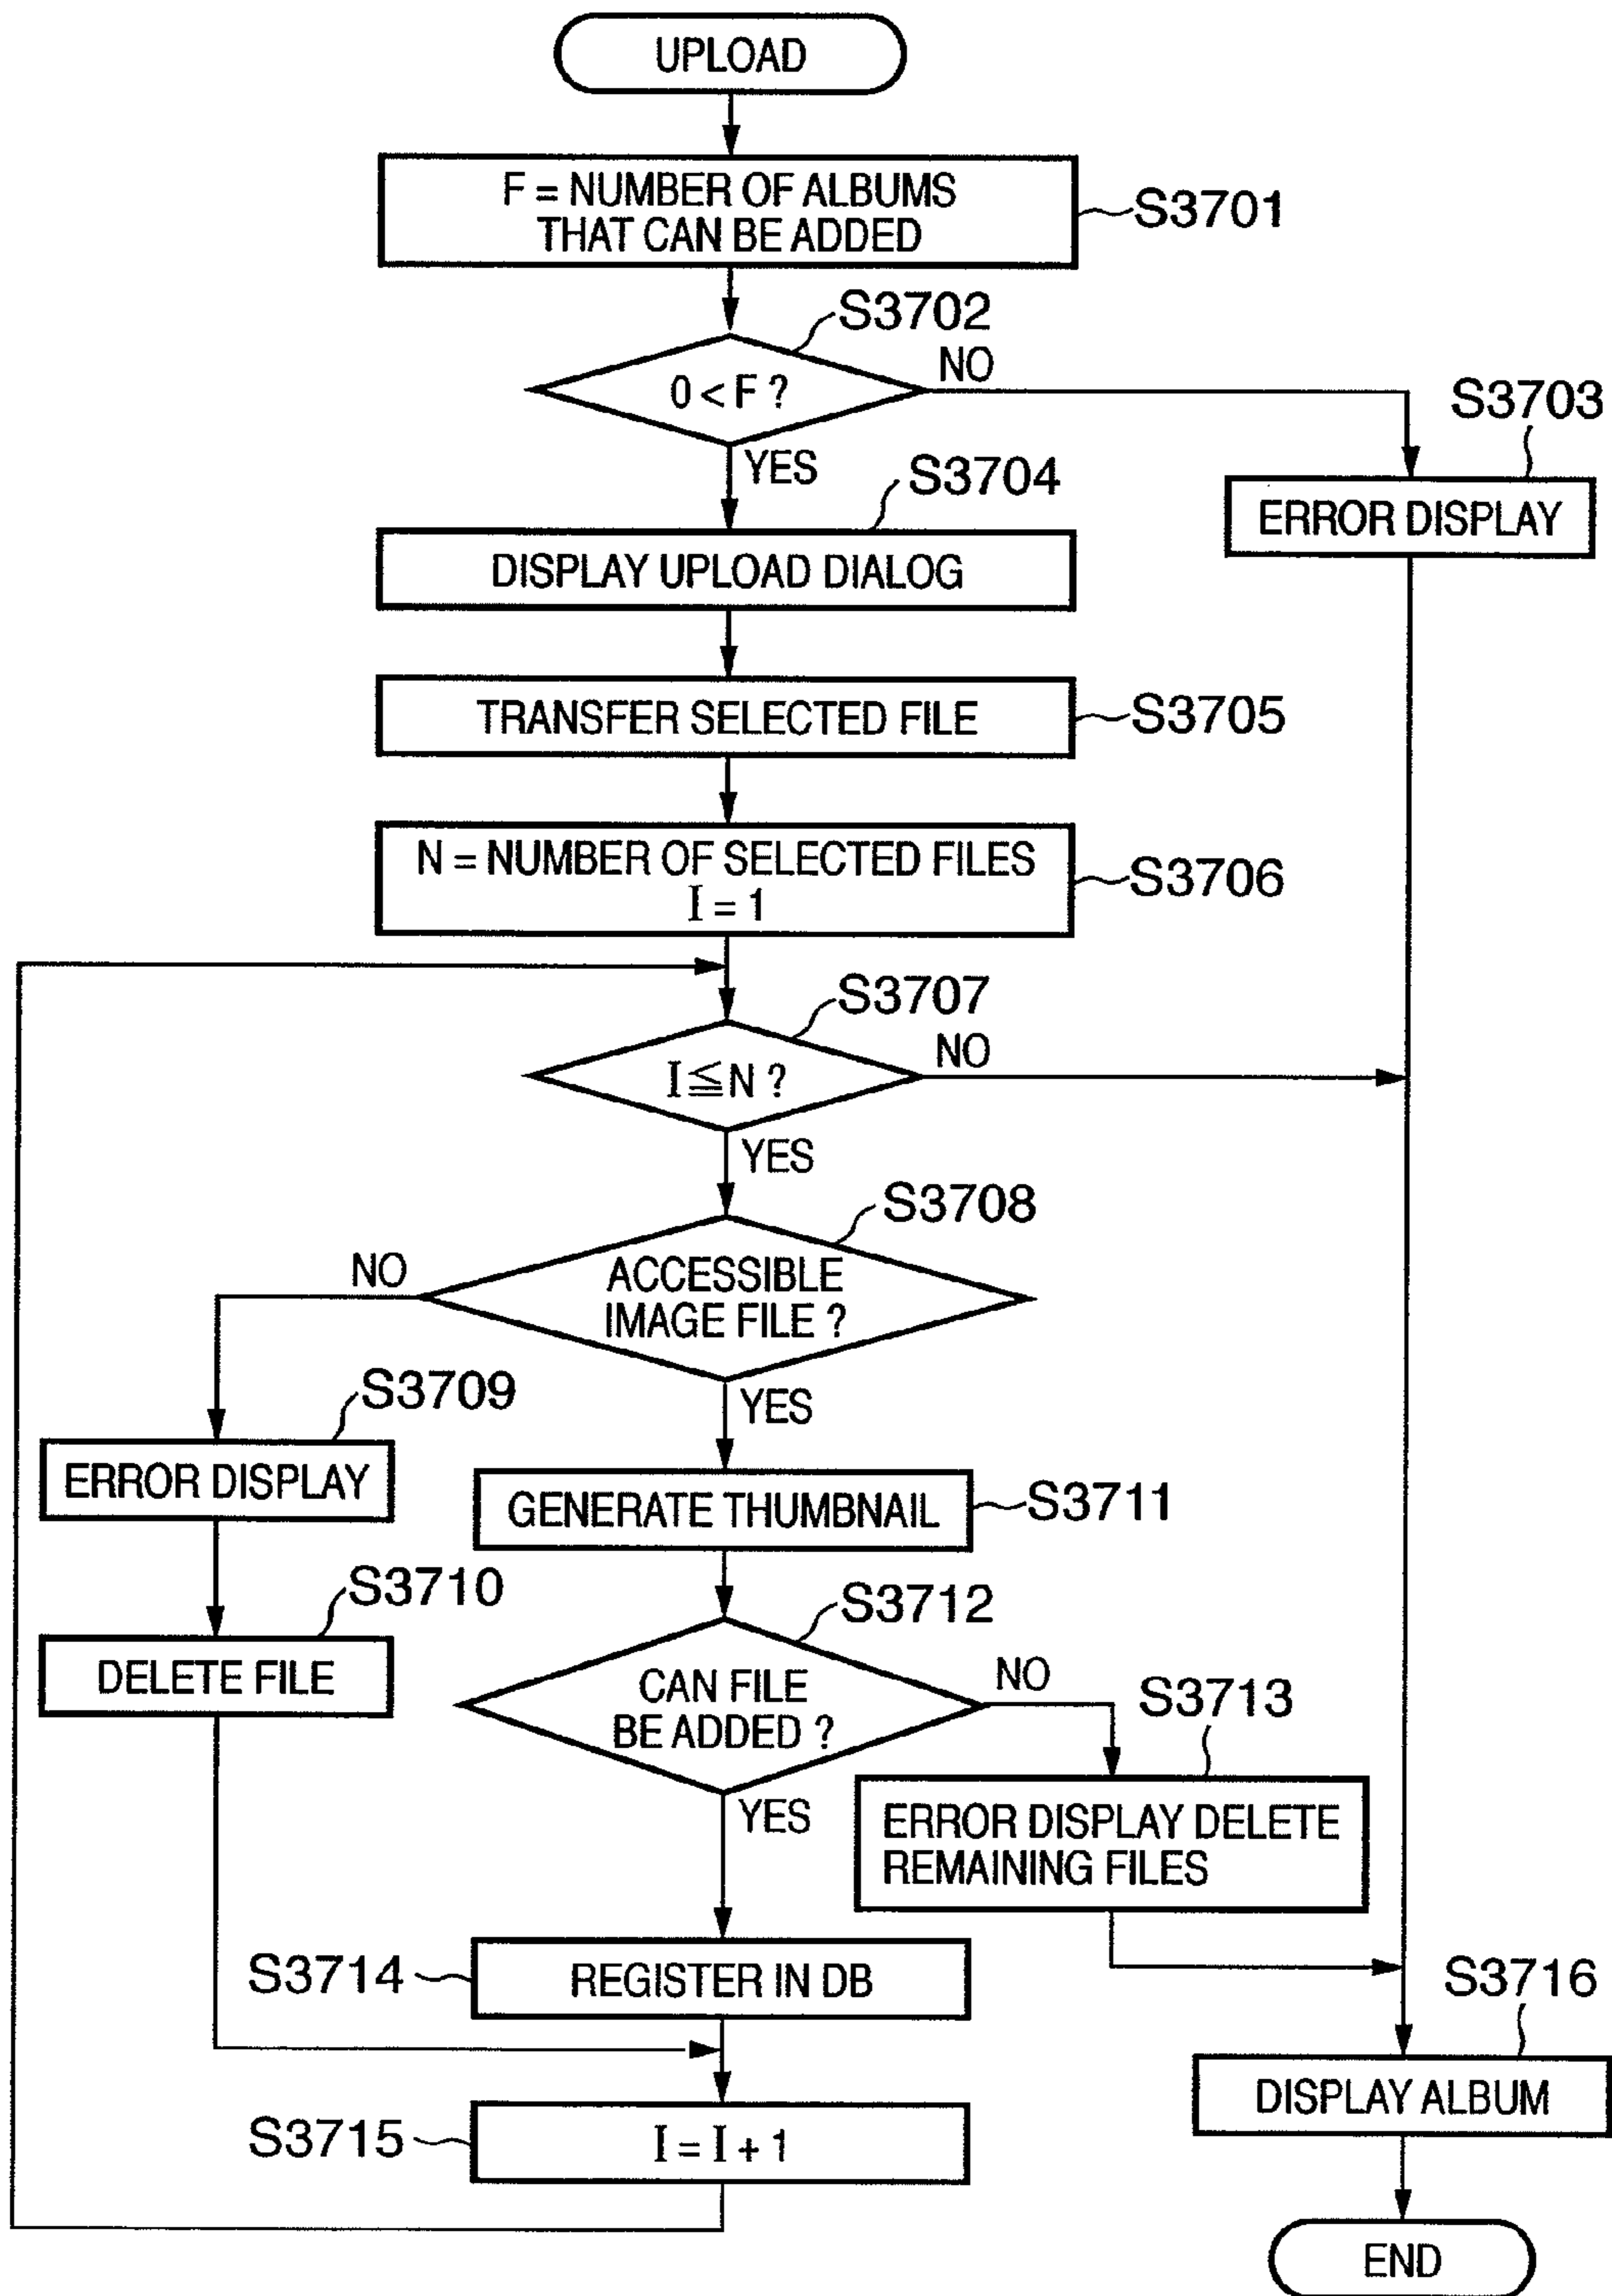 UPLOAD
F = NUMBER OF ALBUMS
THAT CAN BE ADDED
S3701
S3702
0 < F ?
NO
YES
S3703
ERROR DISPLAY
S3704
DISPLAY UPLOAD DIALOG
TRANSFER SELECTED FILE
S3705
N = NUMBER OF SELECTED FILES
I = 1
S3706
S3707
I ≦ N ?
NO
YES
S3708
ACCESSIBLE
IMAGE FILE ?
NO
YES
S3709
ERROR DISPLAY
S3710
DELETE FILE
GENERATE THUMBNAIL
S3711
S3712
CAN FILE
BE ADDED ?
NO
YES
S3713
ERROR DISPLAY DELETE
REMAINING FILES
S3714
REGISTER IN DB
S3715
I = I + 1
S3716
DISPLAY ALBUM
END